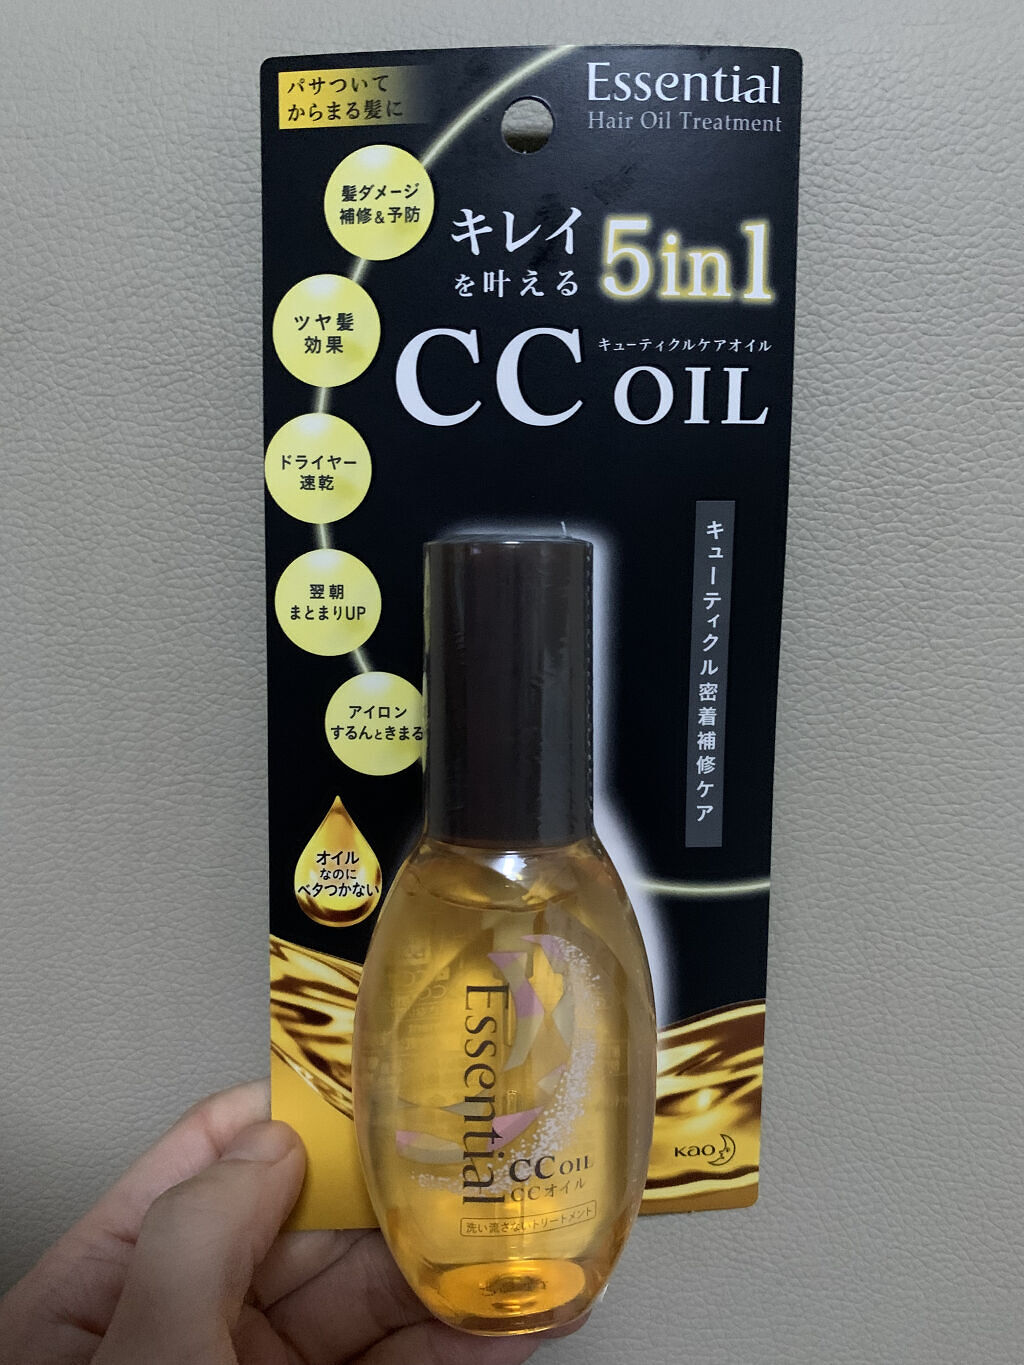 パサついて
からまる髪に
Essential
Hair Oil Treatment
髪ダメージ
補修&予防
キレイ
を叶える
5in1
ツヤ髪
効果
キューティクルケアオイル
CC OIL
ドライヤー
速乾
キューティクル密着補修ケア
翌朝
まとまりUP
アイロン
するんときまる
オイル
なのに
ベタつかない
Essential
CC OIL
CCオイル
洗い流さないトリートメント
Kao